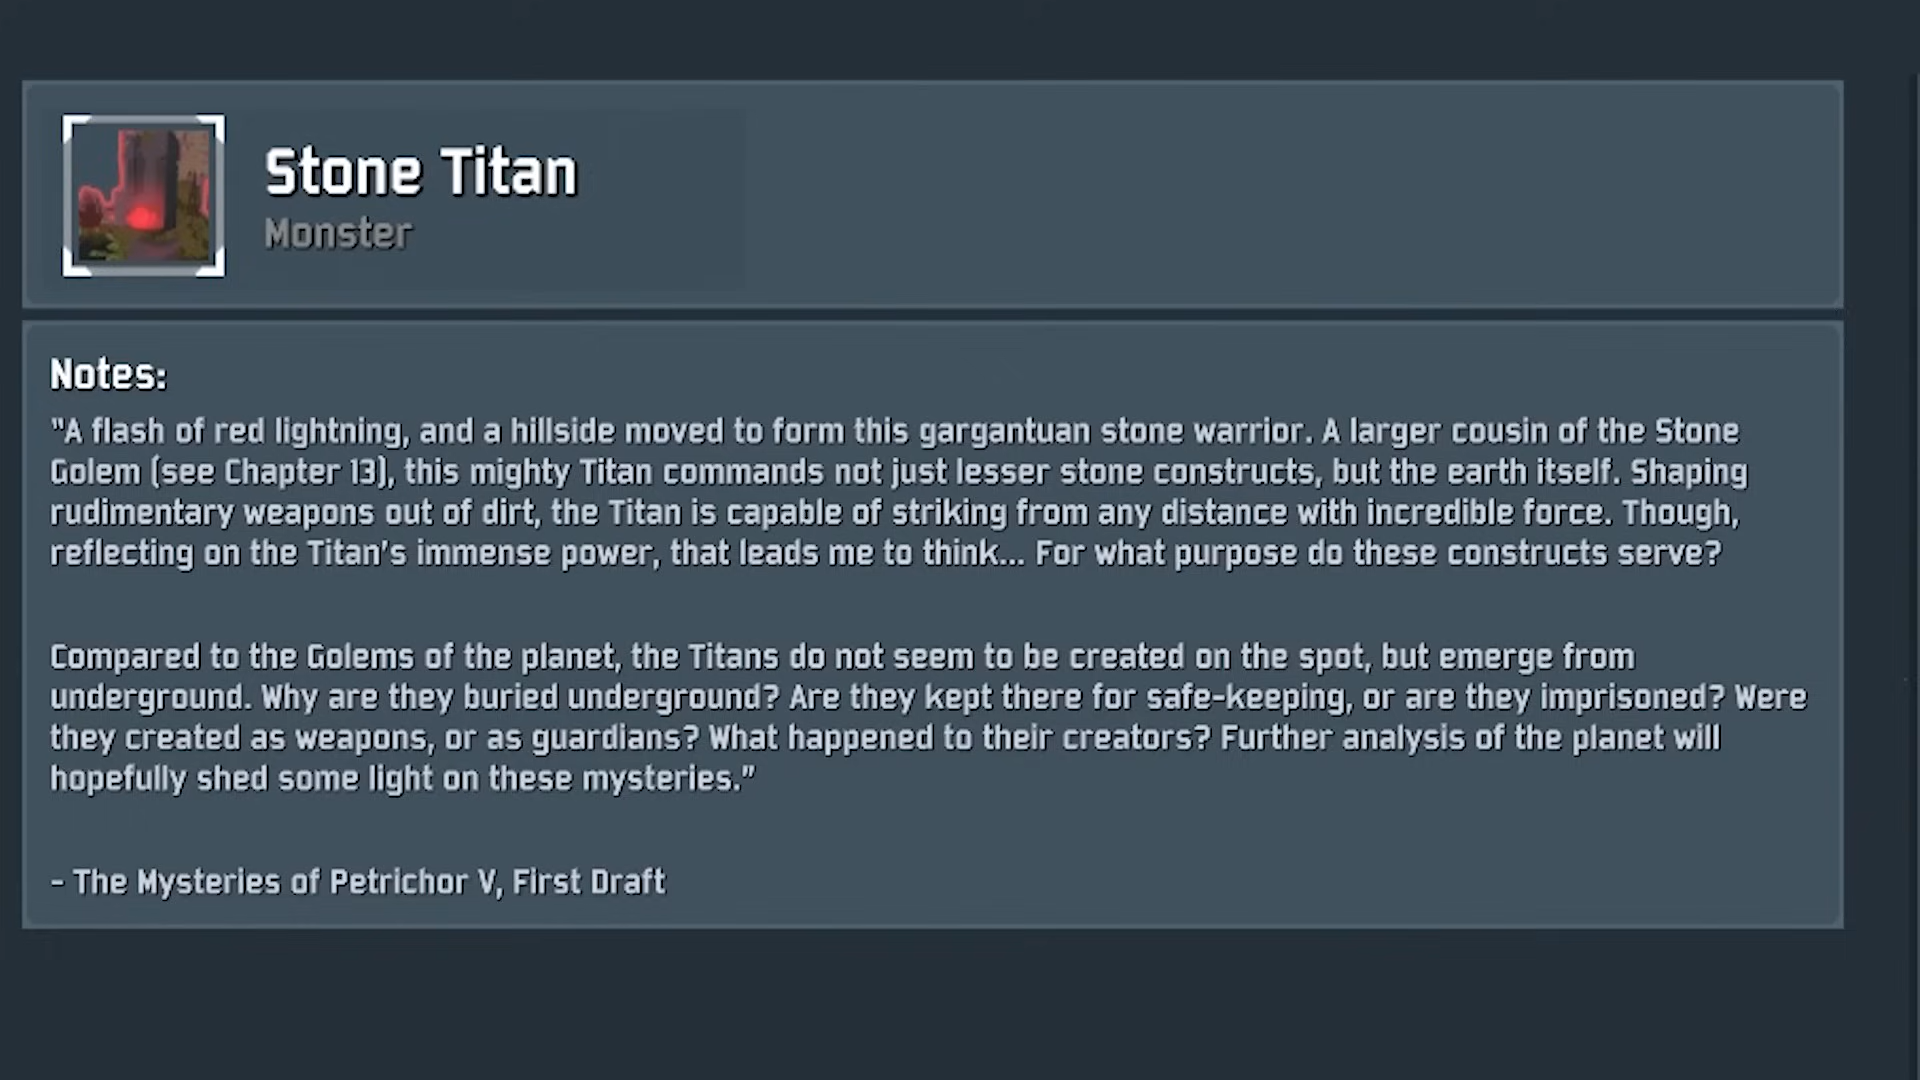 Stone Titan
Monster
Notes:
"A flash of red lightning, and a hillside moved to form this gargantuan stone warrior. A larger cousin of the Stone
Golem (see Chapter 13), this mighty Titan commands not just lesser stone constructs, but the earth itself. Shaping
rudimentary weapons out of dirt, the Titan is capable of striking from any distance with incredible force. Though,
reflecting on the Titan's immense power, that leads me to think... For what purpose do these constructs serve?
Compared to the Golems of the planet, the Titans do not seem to be created on the spot, but emerge from
underground. Why are they buried underground? Are they kept there for safe-keeping, or are they imprisoned? Were
they created as weapons, or as guardians? What happened to their creators? Further analysis of the planet will
hopefully shed some light on these mysteries."
- The Mysteries of Petrichor V, First Draft